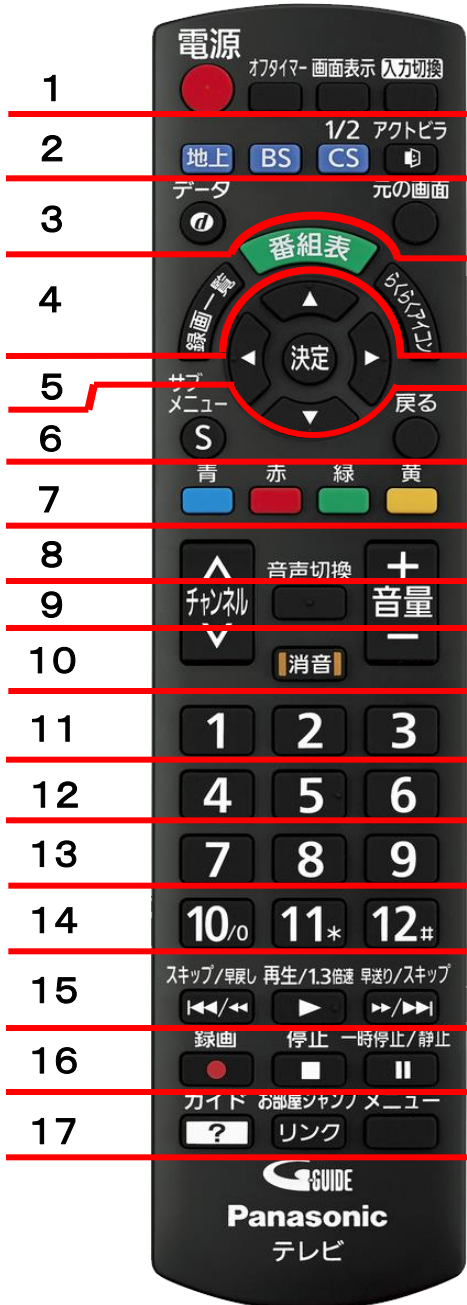 電源
オフタイマー 画面表示 入力切換
1
1/2 アクトビラ
2
地上 BS CS
データ 元の画面
3
d
番組表
4
録画一覧 らくらくアイコン
決定
5
サブ
メニュー 戻る
6
S
青 赤 緑 黄
7
8
音声切換
+
9
チャンネル 音量
−
10
消音
11
1 2 3
12
4 5 6
13
7 8 9
14
10/0 11* 12#
スキップ/早戻し 再生/1.3倍速 早送り/スキップ
15
録画 停止 一時停止/静止
16
ガイド お部屋ジャンプ メニュー
17
? リンク
G-GUIDE
Panasonic
テレビ